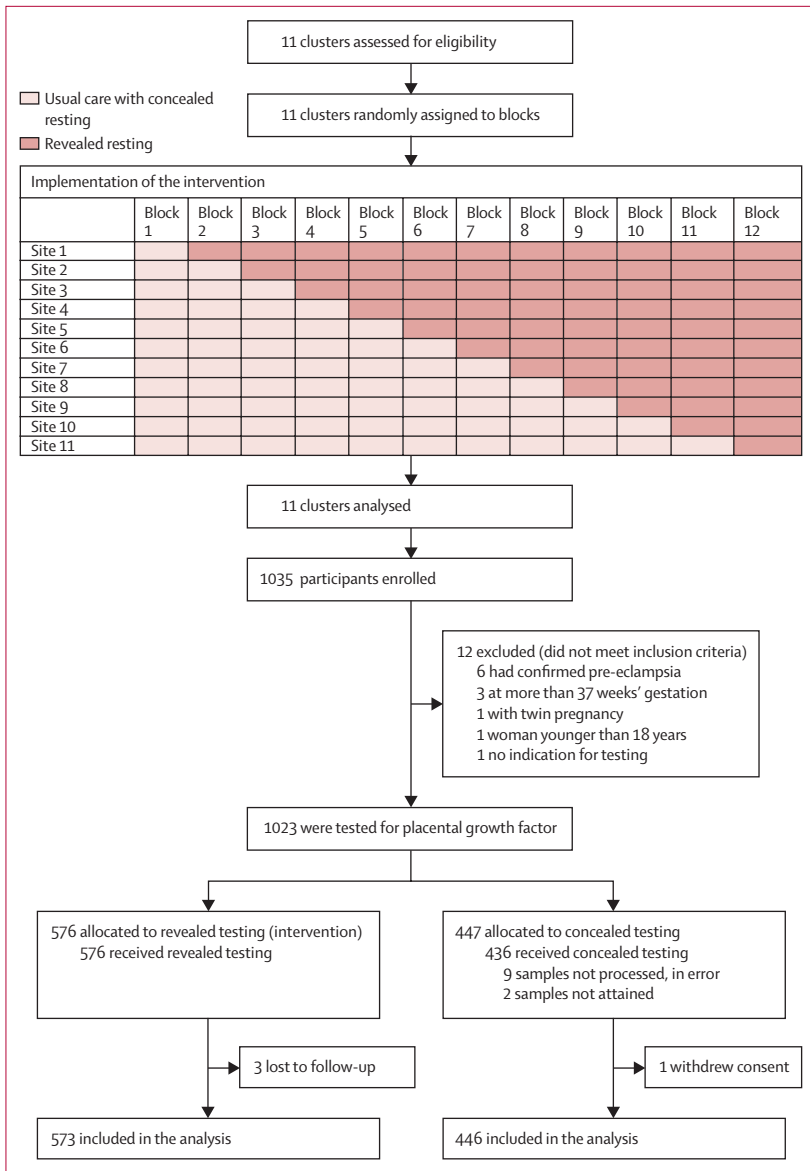 11 clusters assessed for eligibility
Usual care with concealed
resting
Revealed resting
11 clusters randomly assigned to blocks
Implementation of the intervention
Block 1 Block 2 Block 3 Block 4 Block 5 Block 6 Block 7 Block 8 Block 9 Block 10 Block 11 Block 12
Site 1
Site 2
Site 3
Site 4
Site 5
Site 6
Site 7
Site 8
Site 9
Site 10
Site 11
11 clusters analysed
1035 participants enrolled
12 excluded (did not meet inclusion criteria)
6 had confirmed pre-eclampsia
3 at more than 37 weeks' gestation
1 with twin pregnancy
1 woman younger than 18 years
1 no indication for testing
1023 were tested for placental growth factor
576 allocated to revealed testing (intervention)
576 received revealed testing
447 allocated to concealed testing
436 received concealed testing
9 samples not processed, in error
2 samples not attained
3 lost to follow-up
1 withdrew consent
573 included in the analysis
446 included in the analysis